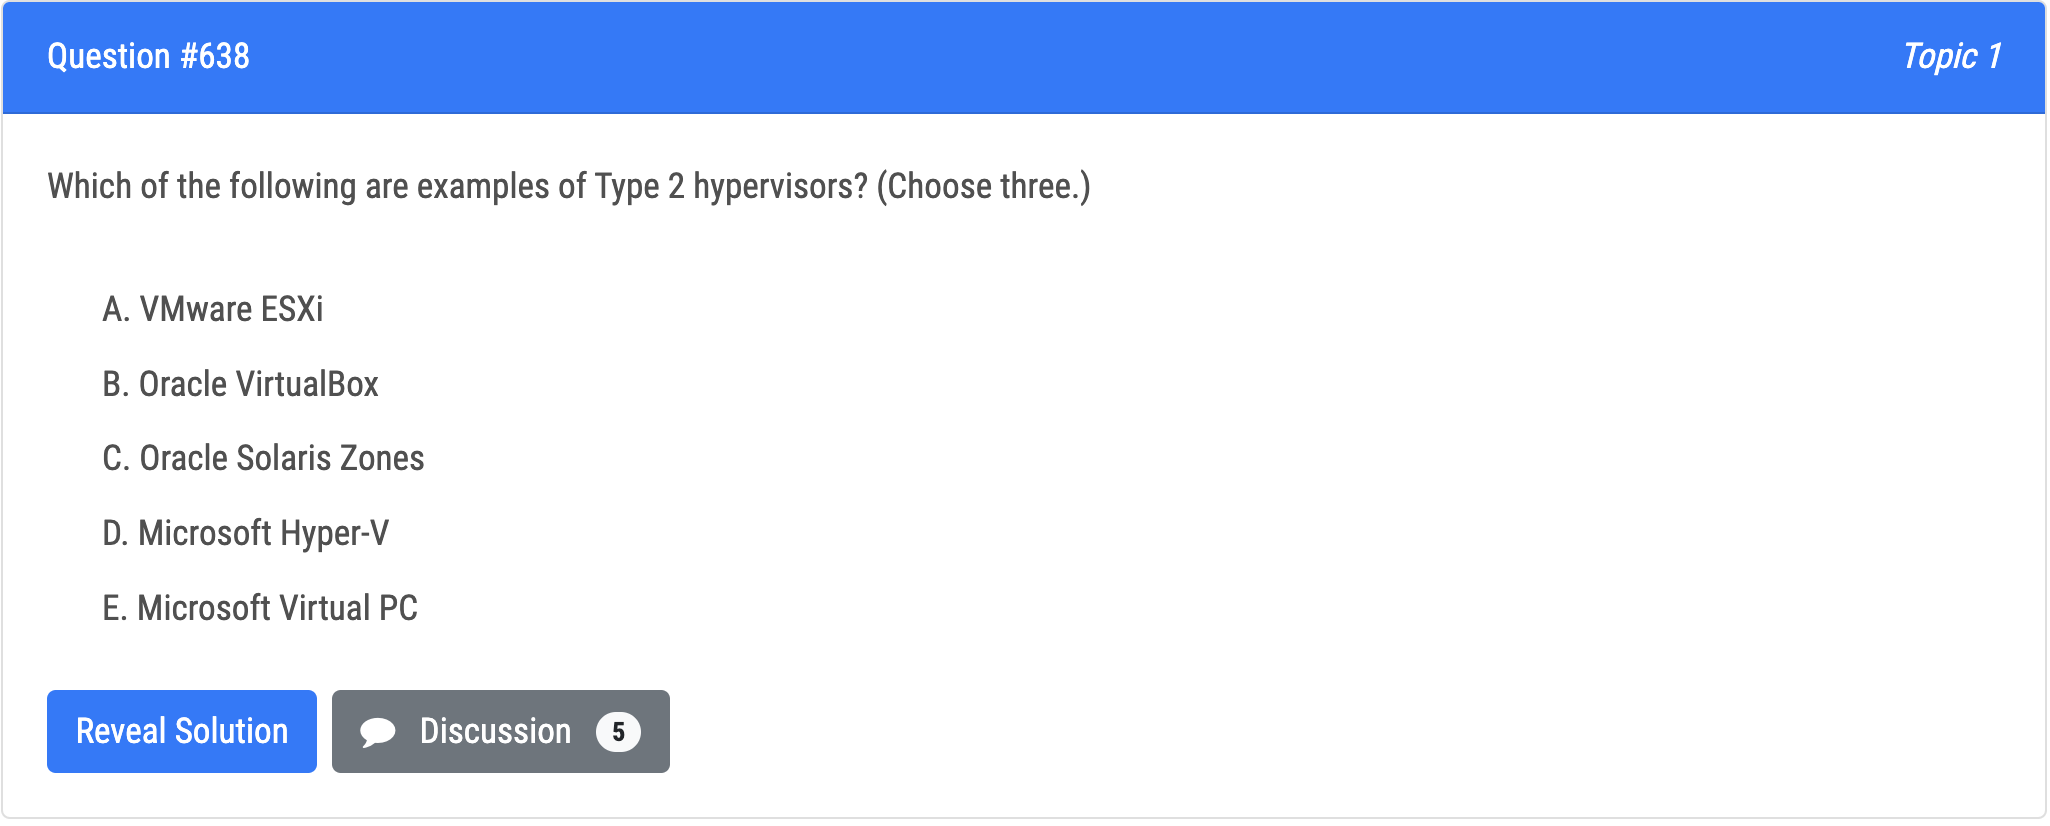 Question #638
Topic 1
Which of the following are examples of Type 2 hypervisors? (Choose three.)
A. VMware ESXi
B. Oracle VirtualBox
C. Oracle Solaris Zones
D. Microsoft Hyper-V
E. Microsoft Virtual PC
Reveal Solution
Discussion 5